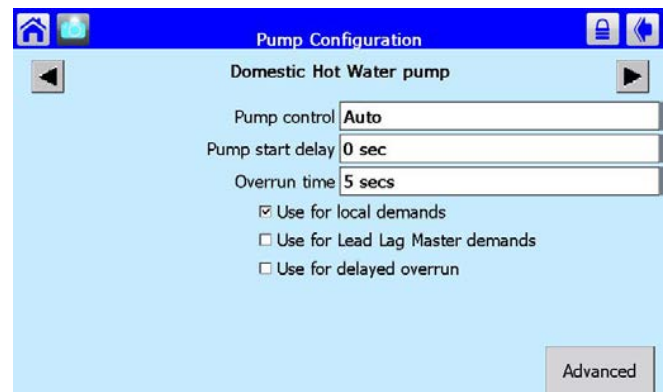 Pump Configuration
Domestic Hot Water pump
Pump control Auto
Pump start delay 0 sec
Overrun time 5 secs
Use for local demands
Use for Lead Lag Master demands
Use for delayed overrun
Advanced